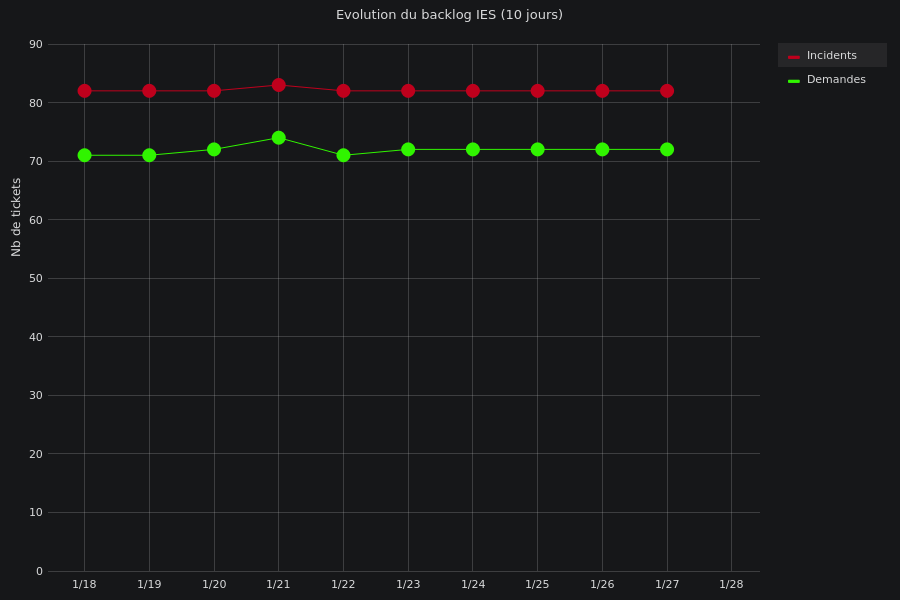 Evolution du backlog IES (10 jours)
Incidents
Demandes
Nb de tickets
90
80
70
60
50
40
30
20
10
0
1/18 1/19 1/20 1/21 1/22 1/23 1/24 1/25 1/26 1/27 1/28